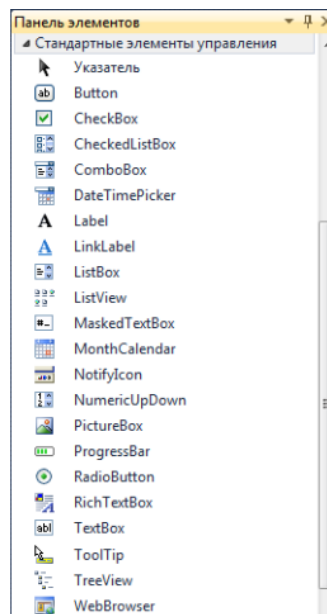 Панель элементов
Стандартные элементы управления
Указатель
Button
CheckBox
CheckedListBox
ComboBox
DateTimePicker
Label
LinkLabel
ListBox
ListView
MaskedTextBox
MonthCalendar
NotifyIcon
NumericUpDown
PictureBox
ProgressBar
RadioButton
RichTextBox
TextBox
ToolTip
TreeView
WebBrowser